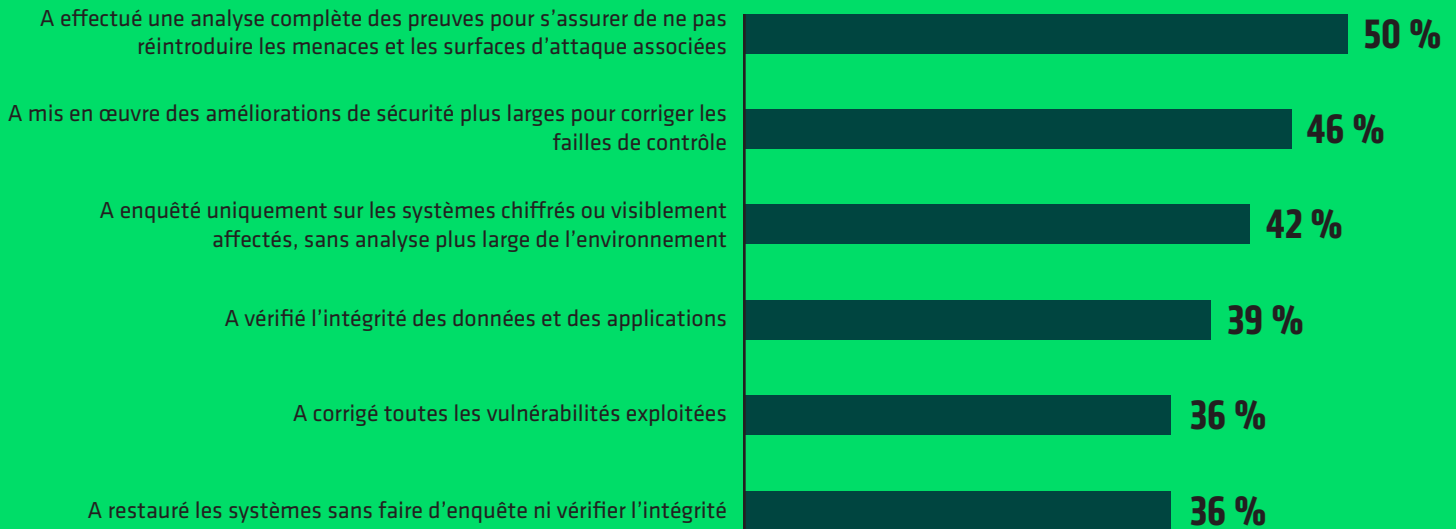 A effectué une analyse complète des preuves pour s’assurer de ne pas
réintroduire les menaces et les surfaces d’attaque associées
50 %
A mis en œuvre des améliorations de sécurité plus larges pour corriger les
failles de contrôle
46 %
A enquêté uniquement sur les systèmes chiffrés ou visiblement
affectés, sans analyse plus large de l’environnement
42 %
A vérifié l’intégrité des données et des applications
39 %
A corrigé toutes les vulnérabilités exploitées
36 %
A restauré les systèmes sans faire d’enquête ni vérifier l’intégrité
36 %